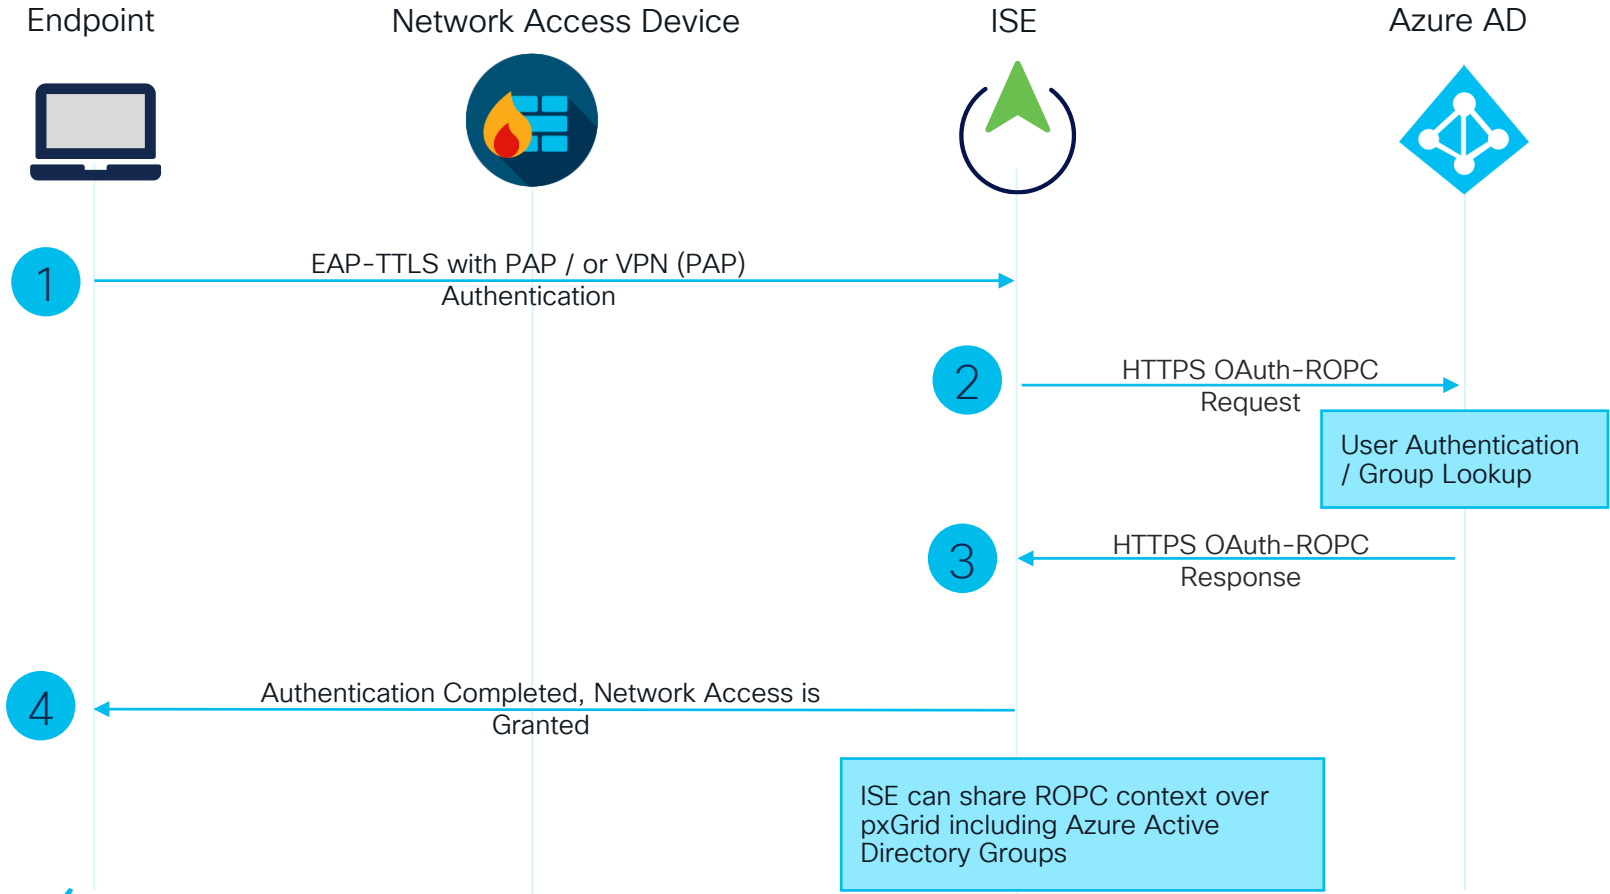 Endpoint
Network Access Device
ISE
Azure AD
1
EAP-TTLS with PAP / or VPN (PAP)
Authentication
2
HTTPS OAuth-ROPC
Request
User Authentication
/ Group Lookup
3
HTTPS OAuth-ROPC
Response
4
Authentication Completed, Network Access is
Granted
ISE can share ROPC context over
pxGrid including Azure Active
Directory Groups